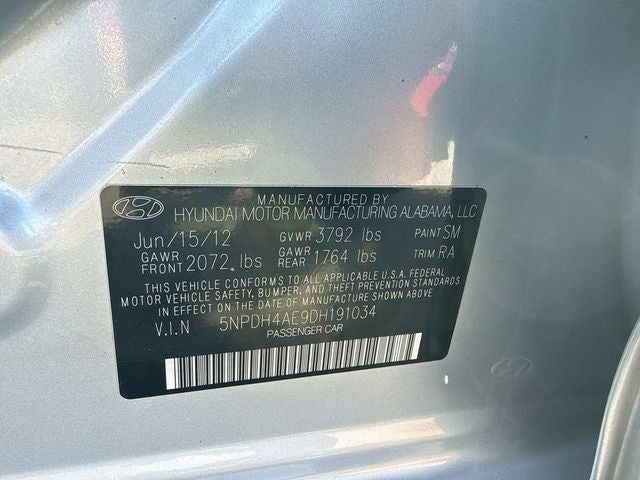 MANUFACTURED BY
HYUNDAI MOTOR MANUFACTURING ALABAMA, LLC
Jun/15/12 GVWR 3792 lbs PAINT SM
GAWR FRONT 2072 lbs GAWR REAR 1764 lbs TRIM RA
THIS VEHICLE CONFORMS TO ALL APPLICABLE U.S.A. FEDERAL
MOTOR VEHICLE SAFETY, BUMPER, AND THEFT PREVENTION STANDARDS
IN EFFECT ON THE DATE OF MANUFACTURE SHOWN ABOVE.
V.I.N 5NPDH4AE9DH191034
PASSENGER CAR